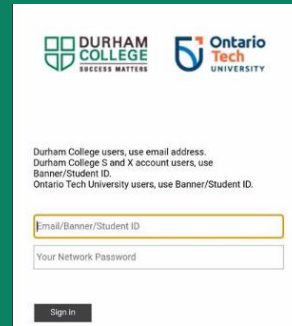 DURHAM
COLLEGE
SUCCESS MATTERS
Ontario
Tech
UNIVERSITY
Durham College users, use email address.
Durham College S and X account users, use
Banner/Student ID.
Ontario Tech University users, use Banner/Student ID.
Email/Banner/Student ID
Your Network Password
Sign in